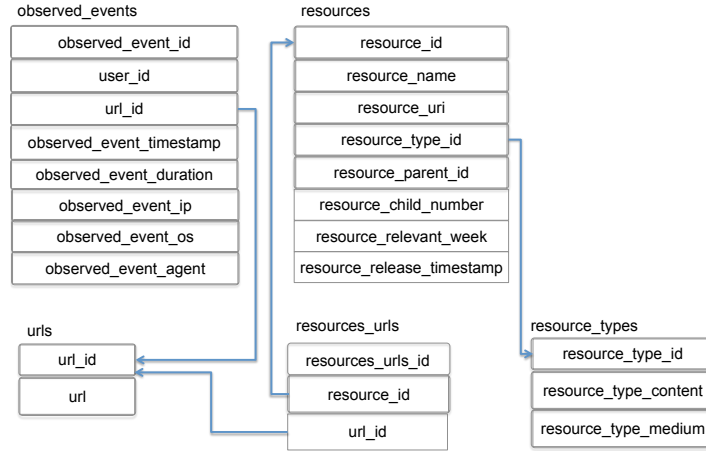 observed_events
observed_event_id
user_id
url_id
observed_event_timestamp
observed_event_duration
observed_event_ip
observed_event_os
observed_event_agent
resources
resource_id
resource_name
resource_uri
resource_type_id
resource_parent_id
resource_child_number
resource_relevant_week
resource_release_timestamp
urls
url_id
url
resources_urls
resources_urls_id
resource_id
url_id
resource_types
resource_type_id
resource_type_content
resource_type_medium